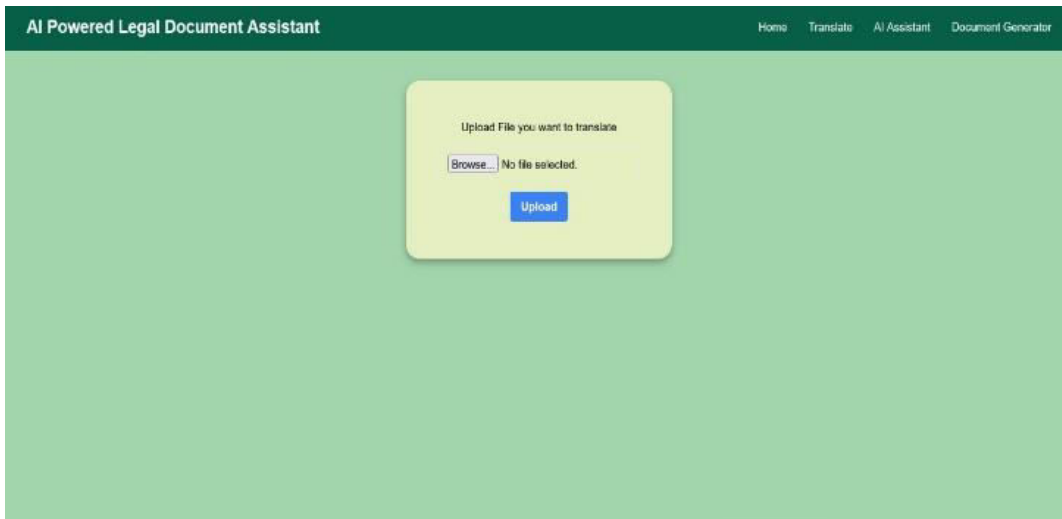 AI Powered Legal Document Assistant
Home Translate AI Assistant Document Generator
Upload File you want to translate
Browse... No file selected.
Upload